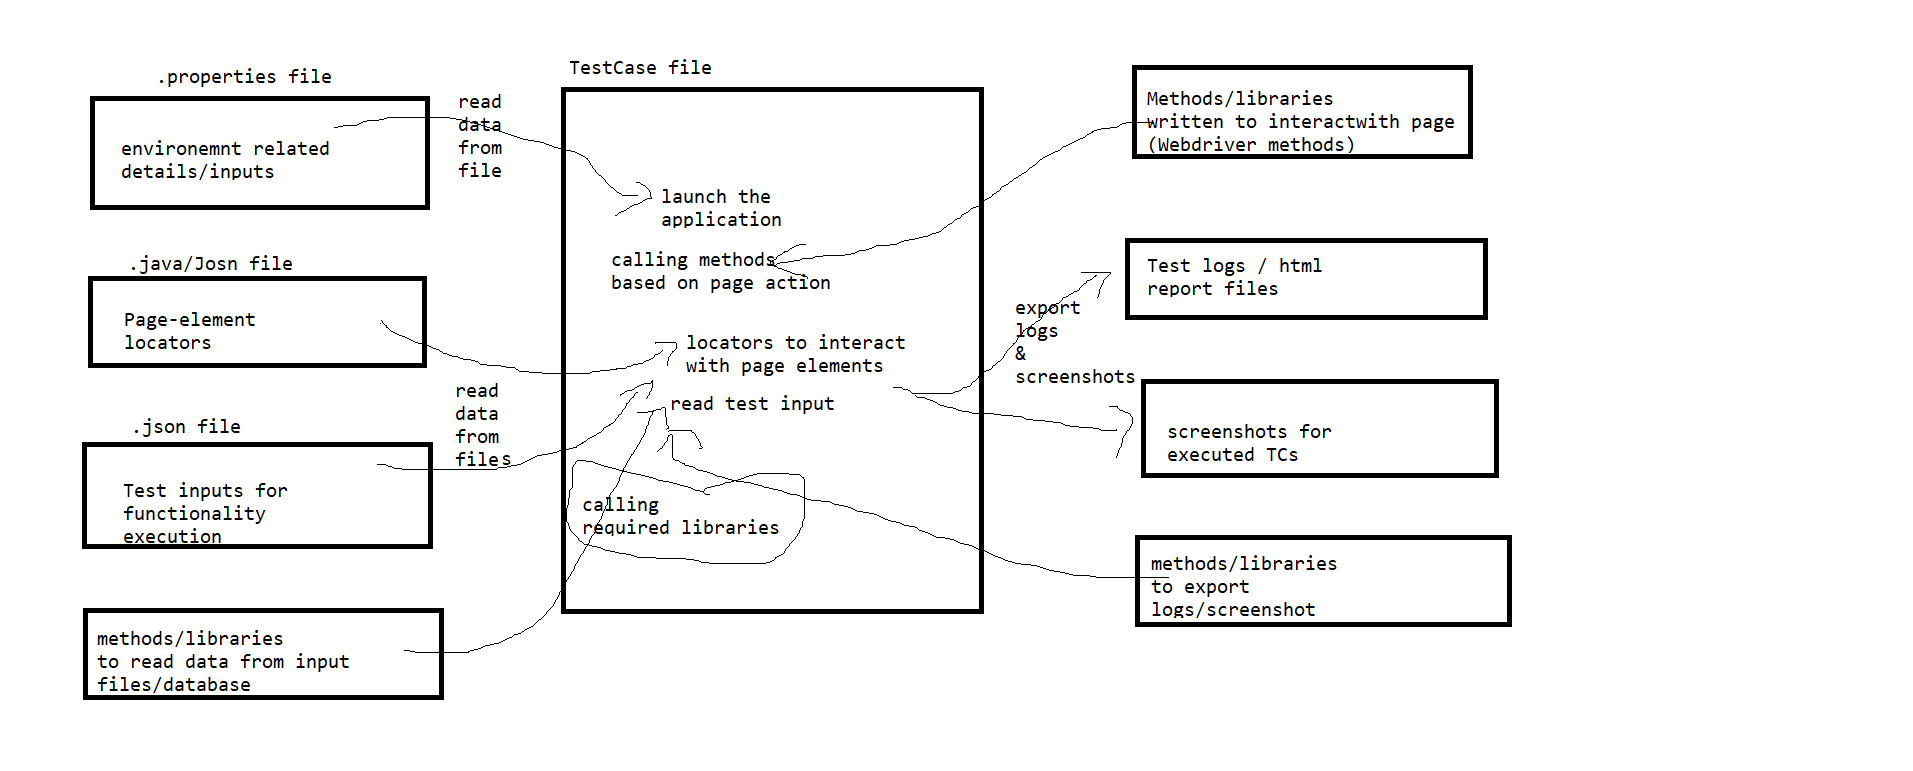 .properties file
environemnt related
details/inputs
read
data
from
file
.java/Josn file
Page-element
locators
.json file
read
data
from
files
Test inputs for
functionality
execution
methods/libraries
to read data from input
files/database
TestCase file
launch the
application
calling methods
based on page action
locators to interact
with page elements
read test input
calling
required libraries
Methods/libraries
written to interactwith page
(Webdriver methods)
export
logs
&
screenshots
Test logs / html
report files
screenshots for
executed TCs
methods/libraries
to export
logs/screenshot